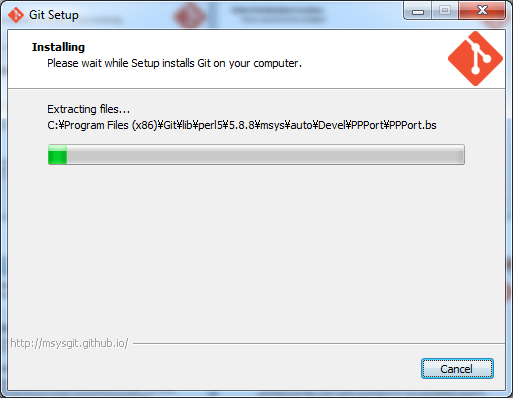 Git Setup
Installing
Please wait while Setup installs Git on your computer.
Extracting files...
C:¥Program Files (x86)¥Git¥lib¥perl5¥5.8.8¥msys¥auto¥Devel¥PPPort¥PPPort.bs
http://msysgit.github.io/
Cancel